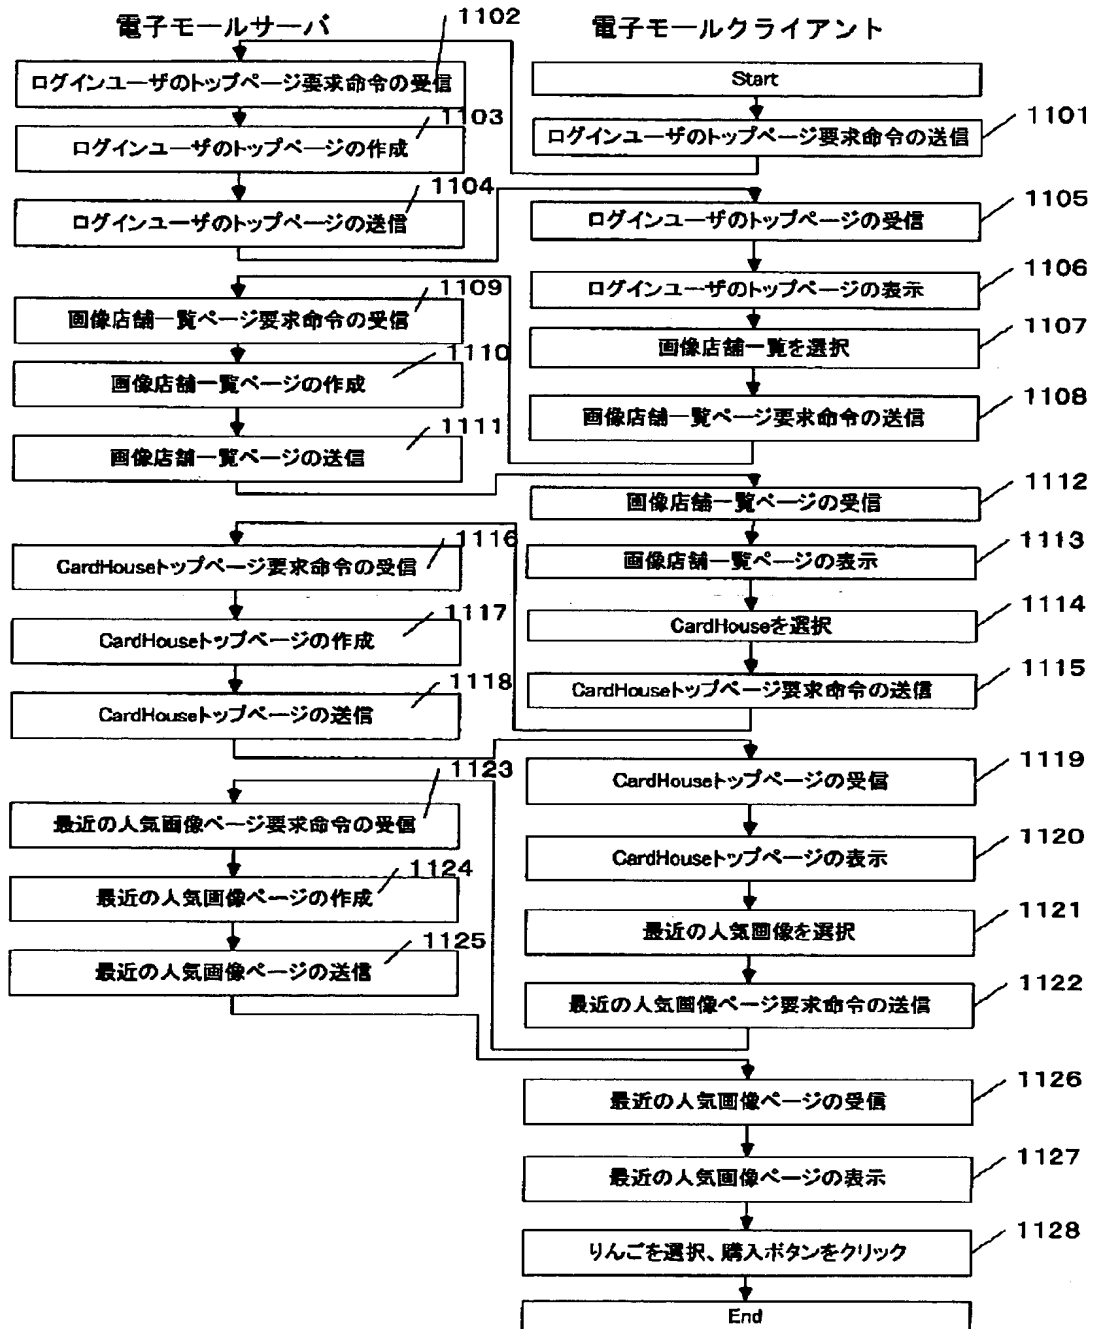 電子モールサーバ
電子モールクライアント
1102
ログインユーザのトップページ要求命令の受信
Start
1103
ログインユーザのトップページの作成
1101
ログインユーザのトップページ要求命令の送信
1104
ログインユーザのトップページの送信
1105
ログインユーザのトップページの受信
1106
ログインユーザのトップページの表示
1109
画像店舗一覧ページ要求命令の受信
1107
画像店舗一覧を選択
1110
画像店舗一覧ページの作成
1108
画像店舗一覧ページ要求命令の送信
1111
画像店舗一覧ページの送信
1112
画像店舗一覧ページの受信
1116
CardHouseトップページ要求命令の受信
1113
画像店舗一覧ページの表示
1117
CardHouseトップページの作成
1114
CardHouseを選択
1118
CardHouseトップページの送信
1115
CardHouseトップページ要求命令の送信
1119
CardHouseトップページの受信
1123
最近の人気画像ページ要求命令の受信
1120
CardHouseトップページの表示
1124
最近の人気画像ページの作成
1121
最近の人気画像を選択
1125
最近の人気画像ページの送信
1122
最近の人気画像ページ要求命令の送信
1126
最近の人気画像ページの受信
1127
最近の人気画像ページの表示
1128
りんごを選択、購入ボタンをクリック
End